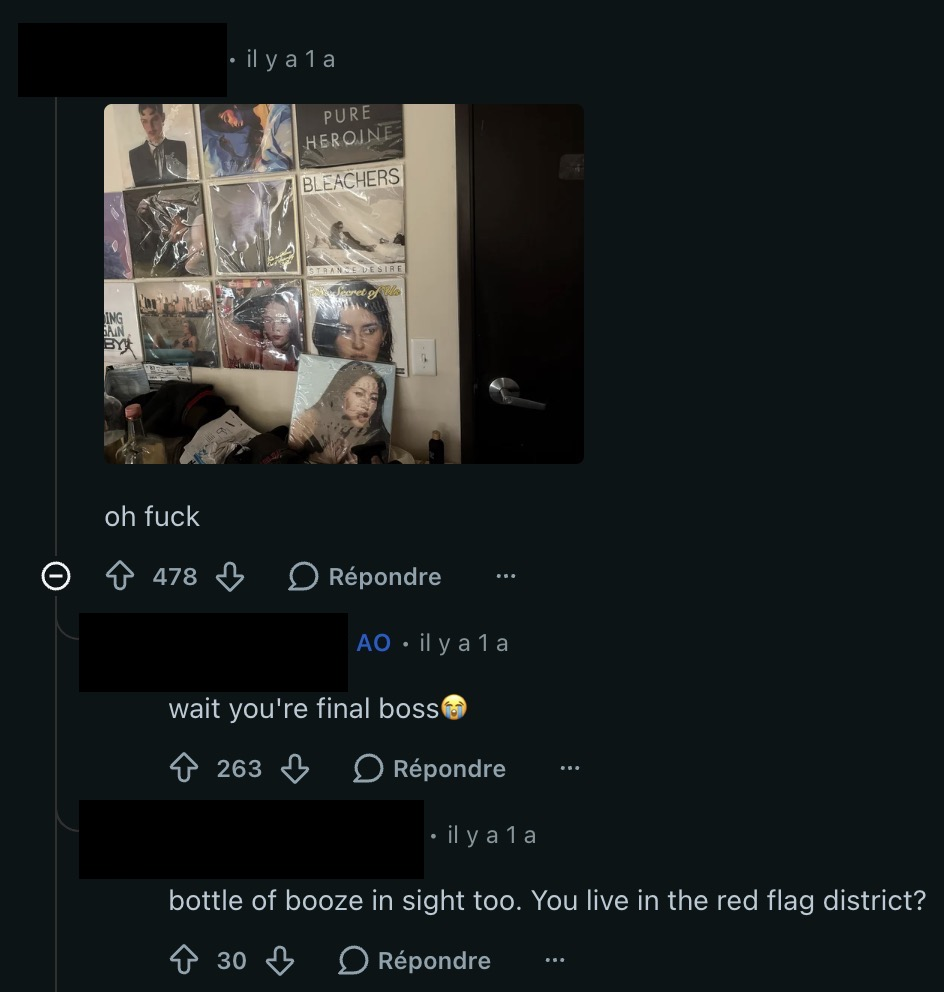 • il y a 1 a
PURE
HEROINE
BLEACHERS
STRANGE DESIRE
Secret of Us
oh fuck
478 Répondre ...
AO • il y a 1 a
wait you're final boss😭
263 Répondre ...
• il y a 1 a
bottle of booze in sight too. You live in the red flag district?
30 Répondre ...